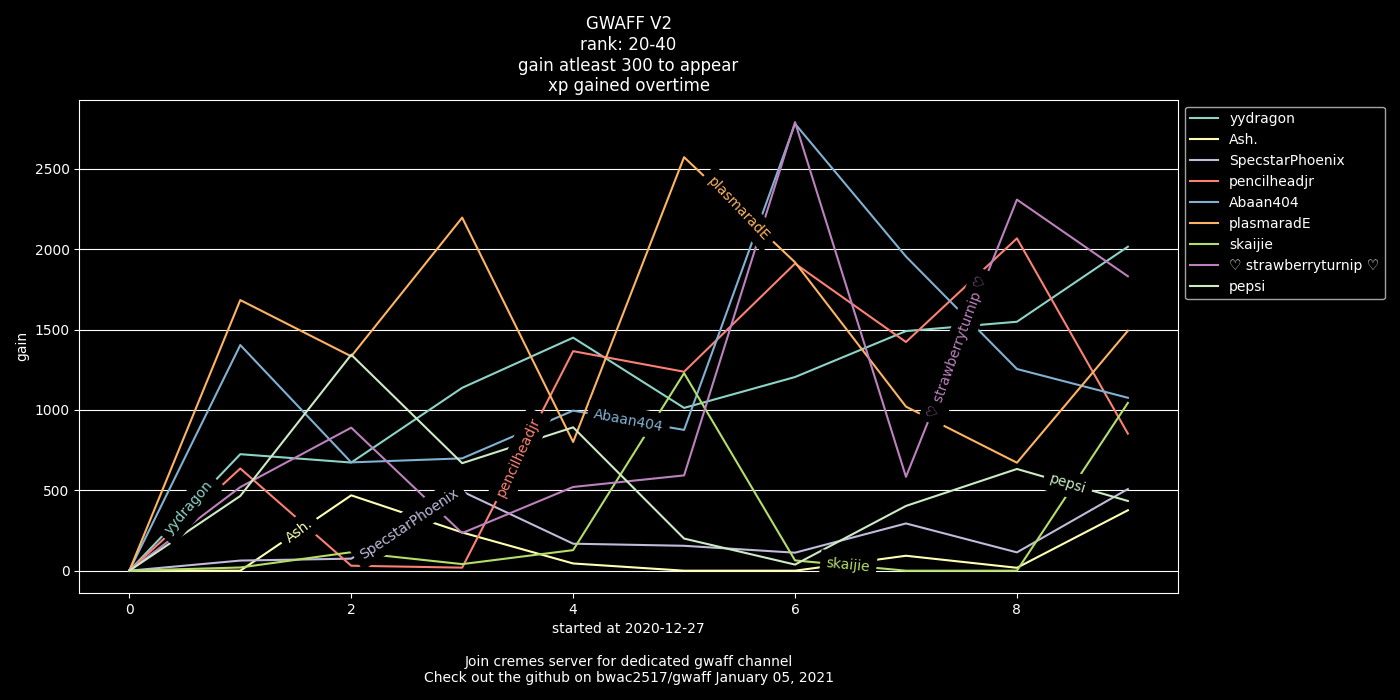 GWAFF V2
rank: 20-40
gain atleast 300 to appear
xp gained overtime
gain
2500
2000
1500
1000
500
0
0 2 4 6 8
yydragon
Ash.
SpecstarPhoenix
pencilheadjr
Abaan404
plasmaradE
skaijie
♡ strawberryturnip ♡
pepsi
yydragon
Ash.
SpecstarPhoenix
pencilheadjr
Abaan404
plasmaradE
skaijie
♡ strawberryturnip ♡
pepsi
started at 2020-12-27
Join cremes server for dedicated gwaff channel
Check out the github on bwac2517/gwaff January 05, 2021